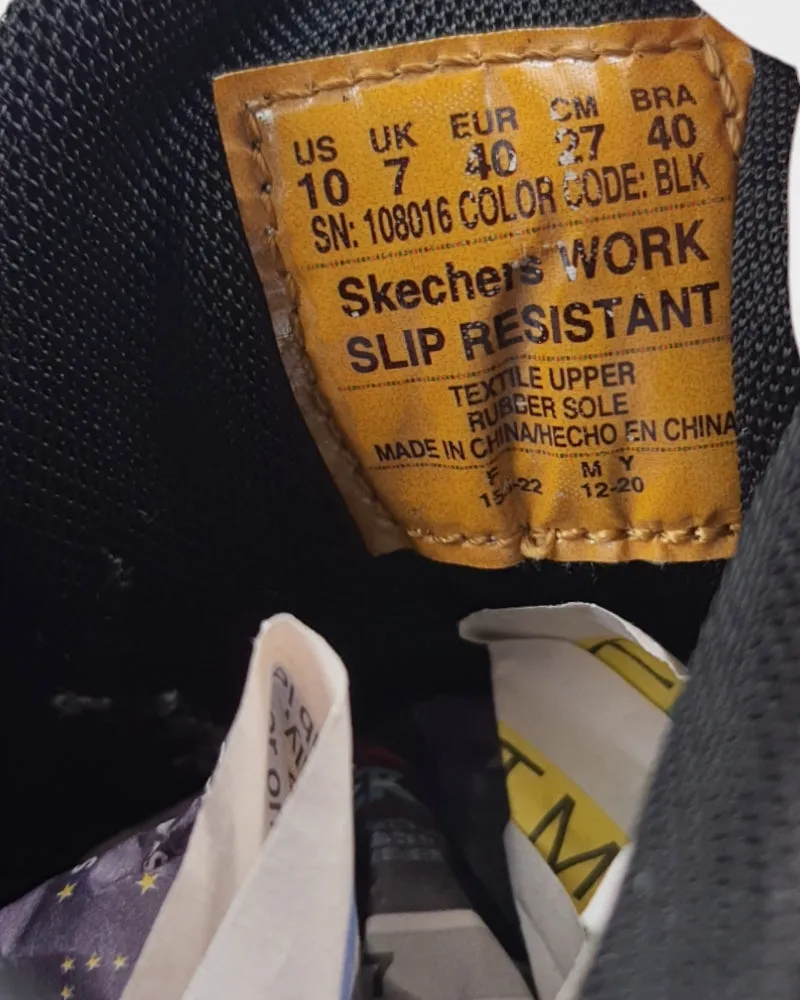 US UK EUR CM BRA
10 7 40 27 40
SN: 108016 COLOR CODE: BLK
Skechers WORK
SLIP RESISTANT
TEXTILE UPPER
RUBBER SOLE
MADE IN CHINA/HECHO EN CHINA
F M Y
12-20
TM